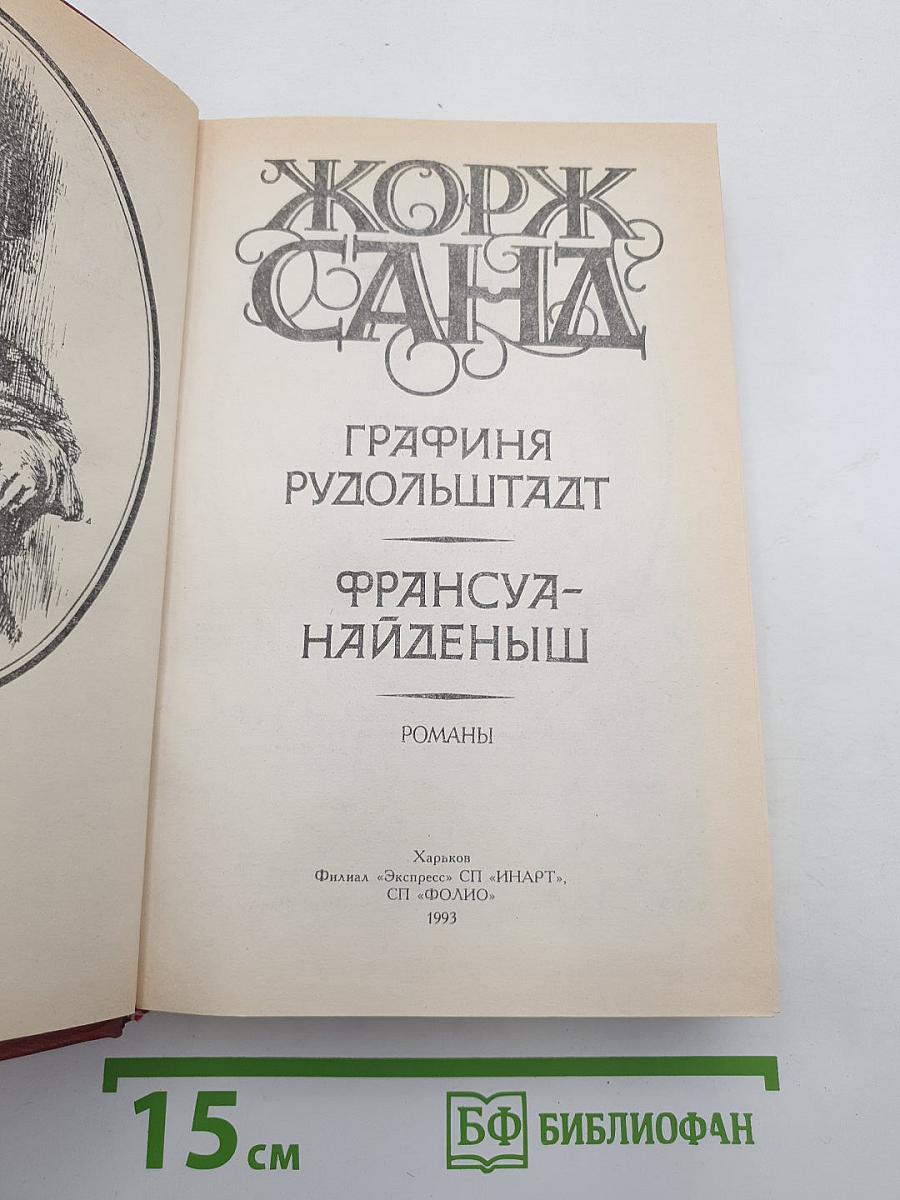 ЖОРЖ
САНД
ГРАФИНЯ
РУДОЛЬШТАДТ
ФРАНСУА-
НАЙДЕНЫШ
РОМАНЫ
Харьков
Филиал «Экспресс» СП «ИНАРТ»,
СП «ФОЛИО»
1993
15 см
БФ БИБЛИОФАН